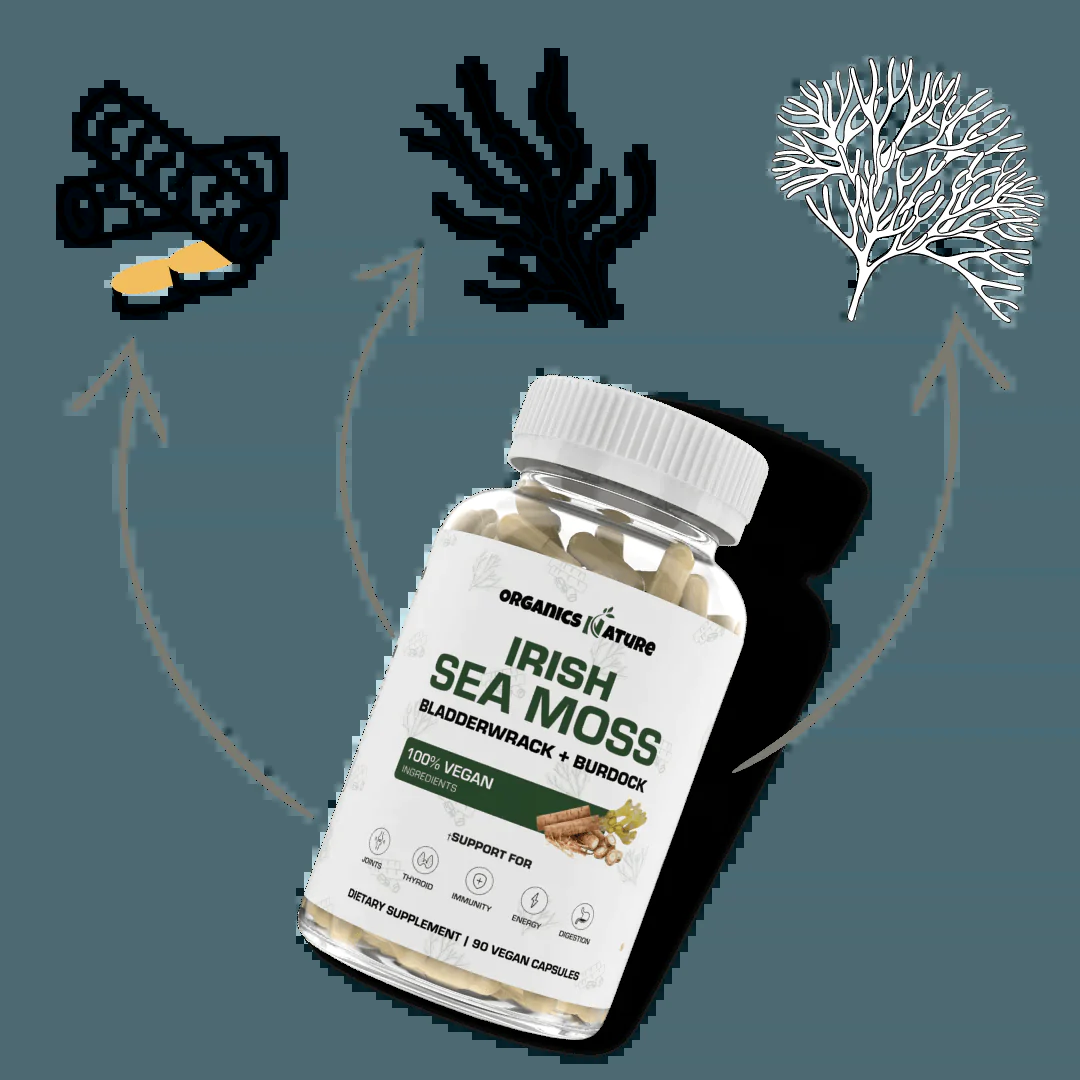 ORGANICS NATURE
IRISH
SEA MOSS
BLADDERWRACK + BURDOCK
100% VEGAN
INGREDIENTS
†SUPPORT FOR
JOINTS
THYROID
IMMUNITY
ENERGY
DIGESTION
DIETARY SUPPLEMENT | 90 VEGAN CAPSULES